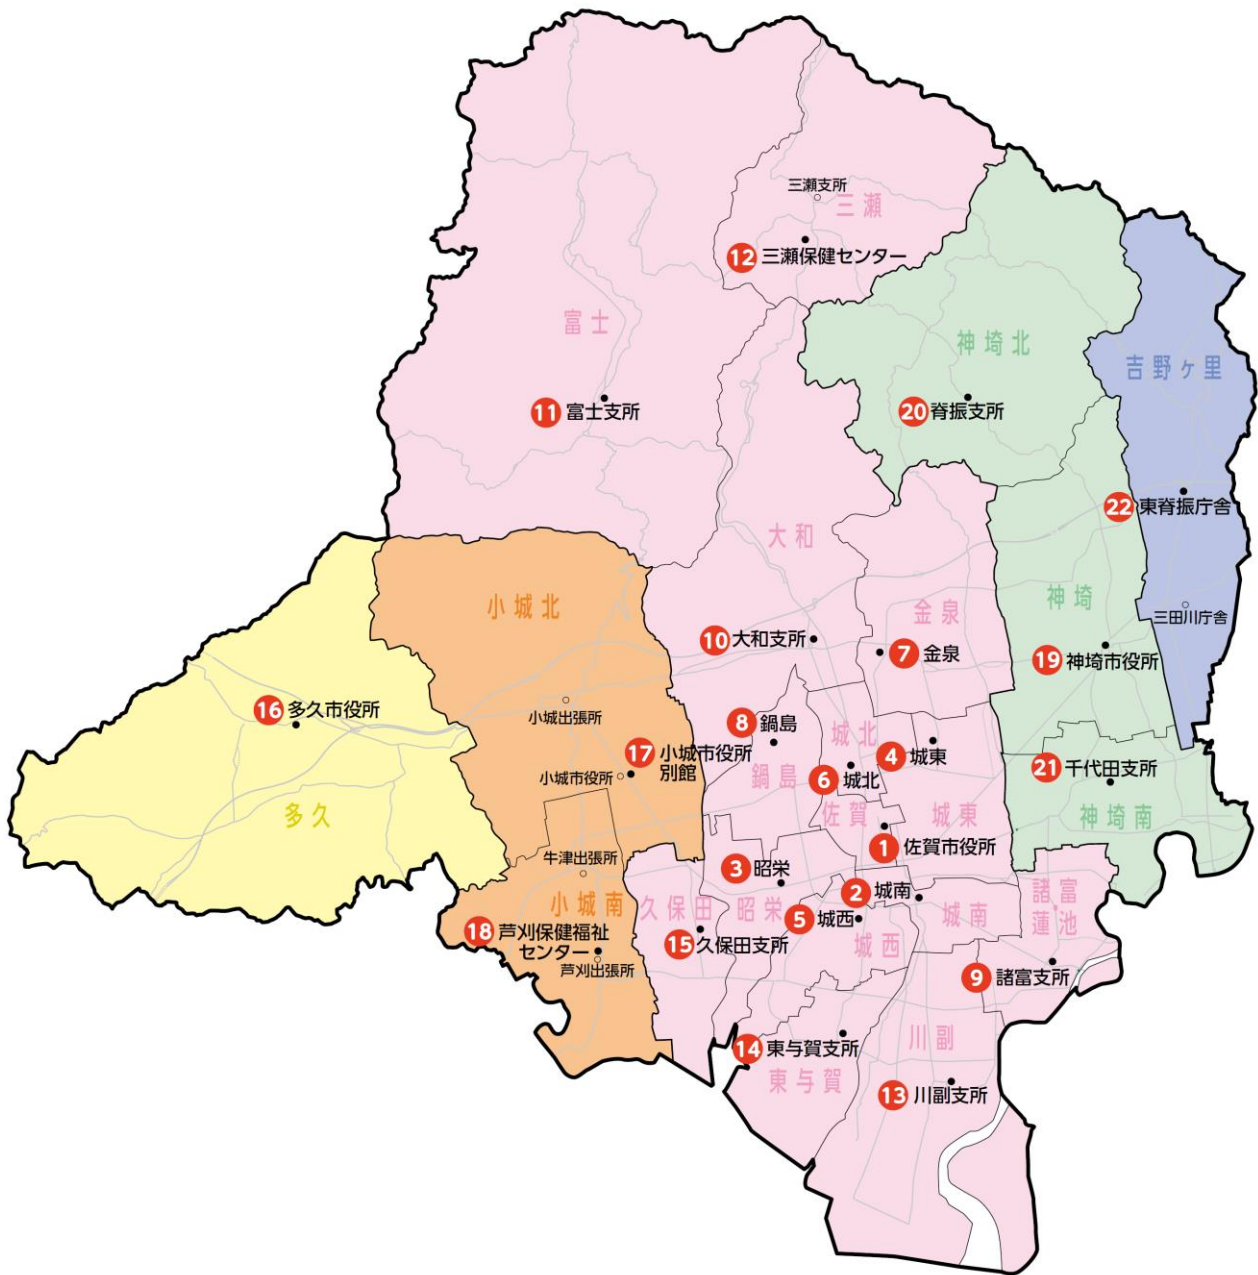 三瀬支所
三瀬
12 三瀬保健センター
富士
神埼北
吉野ヶ里
11 富士支所
20 脊振支所
22 東脊振庁舎
大和
小城北
神埼
金泉
三田川庁舎
10 大和支所
7 金泉
19 神埼市役所
16 多久市役所
小城出張所
8 鍋島
城北
4 城東
17 小城市役所
別館
小城市役所
鍋島
6 城北
21 千代田支所
多久
佐賀
城東
神埼南
1 佐賀市役所
牛津出張所
3 昭栄
2 城南
諸富
蓮池
小城南
久保田
昭栄
5 城西
城南
18 芦刈保健福祉
センター
芦刈出張所
15 久保田支所
城西
9 諸富支所
川副
14 東与賀支所
東与賀
13 川副支所